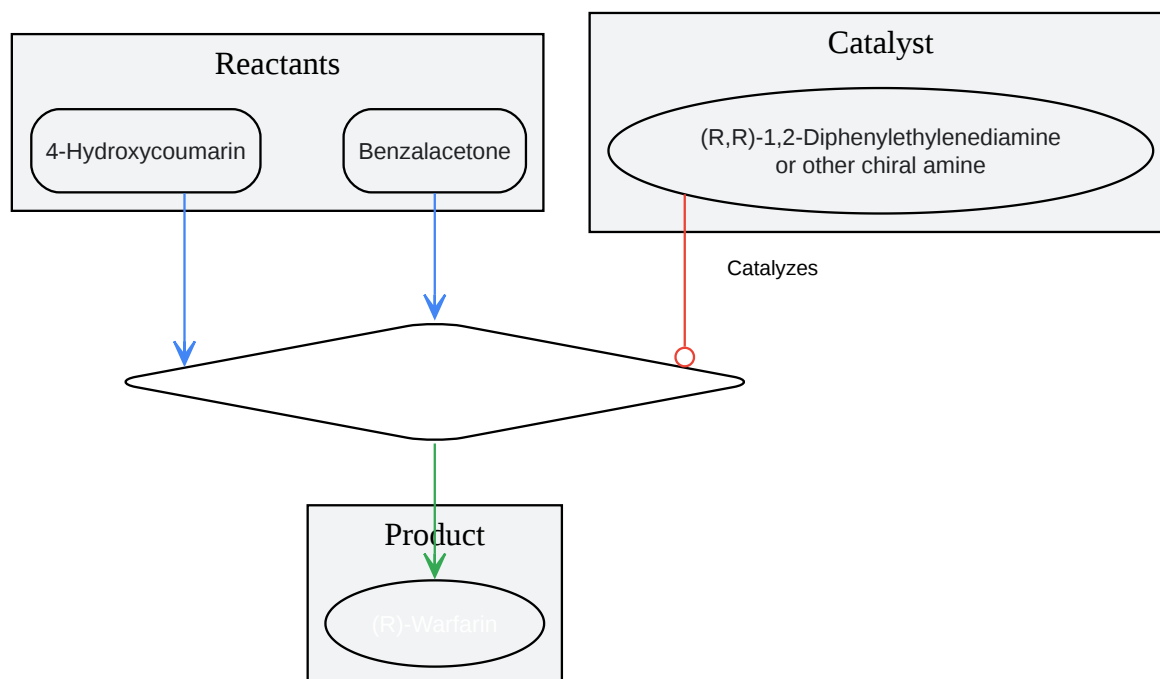 Reactants
4-Hydroxycoumarin
Benzalacetone
Catalyst
(R,R)-1,2-Diphenylethylenediamine
or other chiral amine
Catalyzes
Product
(R)-Warfarin